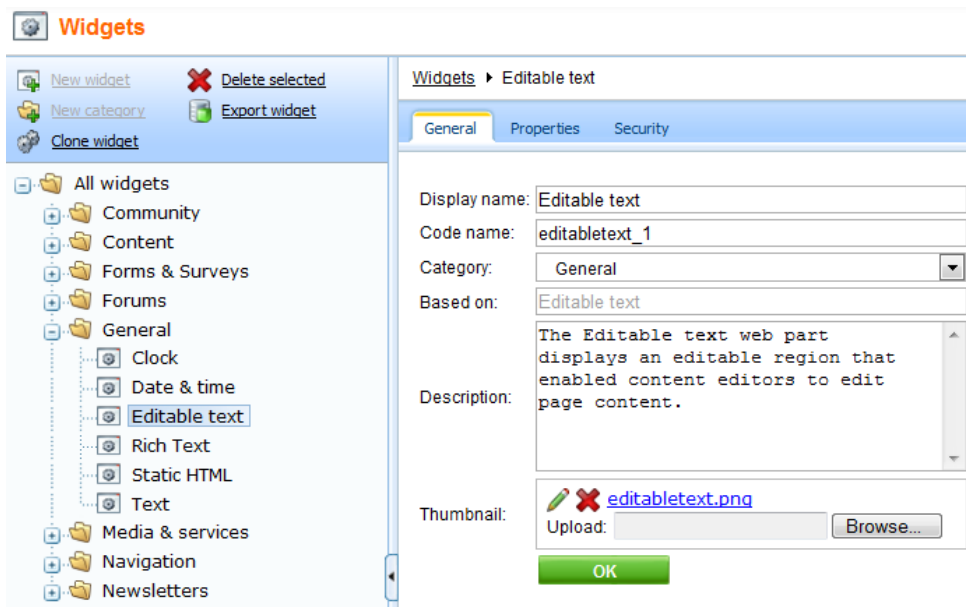 Widgets
New widget Delete selected
New category Export widget
Clone widget
All widgets
Community
Content
Forms & Surveys
Forums
General
Clock
Date & time
Editable text
Rich Text
Static HTML
Text
Media & services
Navigation
Newsletters
Widgets Editable text
General Properties Security
Display name: Editable text
Code name: editabletext_1
Category: General
Based on: Editable text
Description:
The Editable text web part
displays an editable region that
enabled content editors to edit
page content.
Thumbnail:
editabletext.png
Upload: Browse...
OK